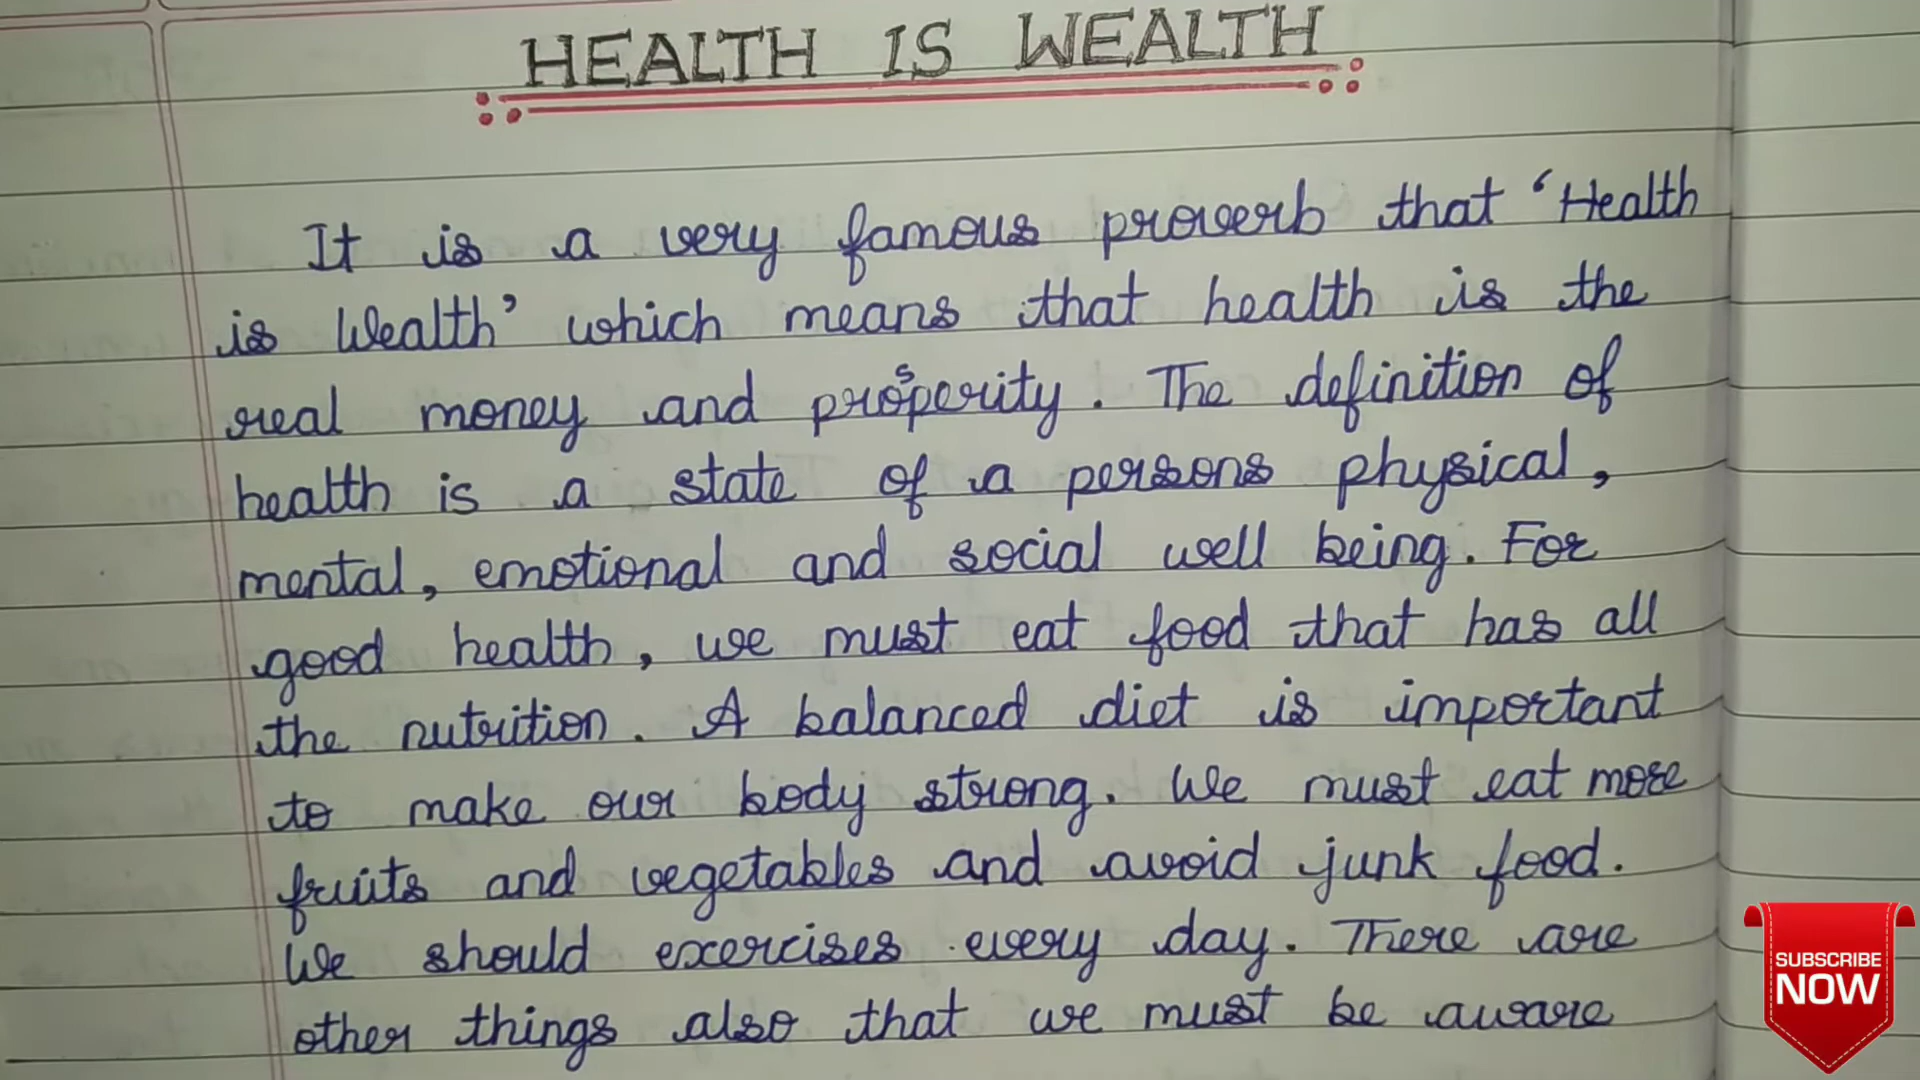 HEALTH IS WEALTH
It is a very famous proverb that ‘Health
is Wealth’ which means that health is the
real money and prosperity. The definition of
health is a state of a persons physical,
mental, emotional and social well being. For
good health, we must eat food that has all
the nutrition. A balanced diet is important
to make our body strong. We must eat more
fruits and vegetables and avoid junk food.
We should exercises every day. There are
other things also that we must be aware
SUBSCRIBE
NOW